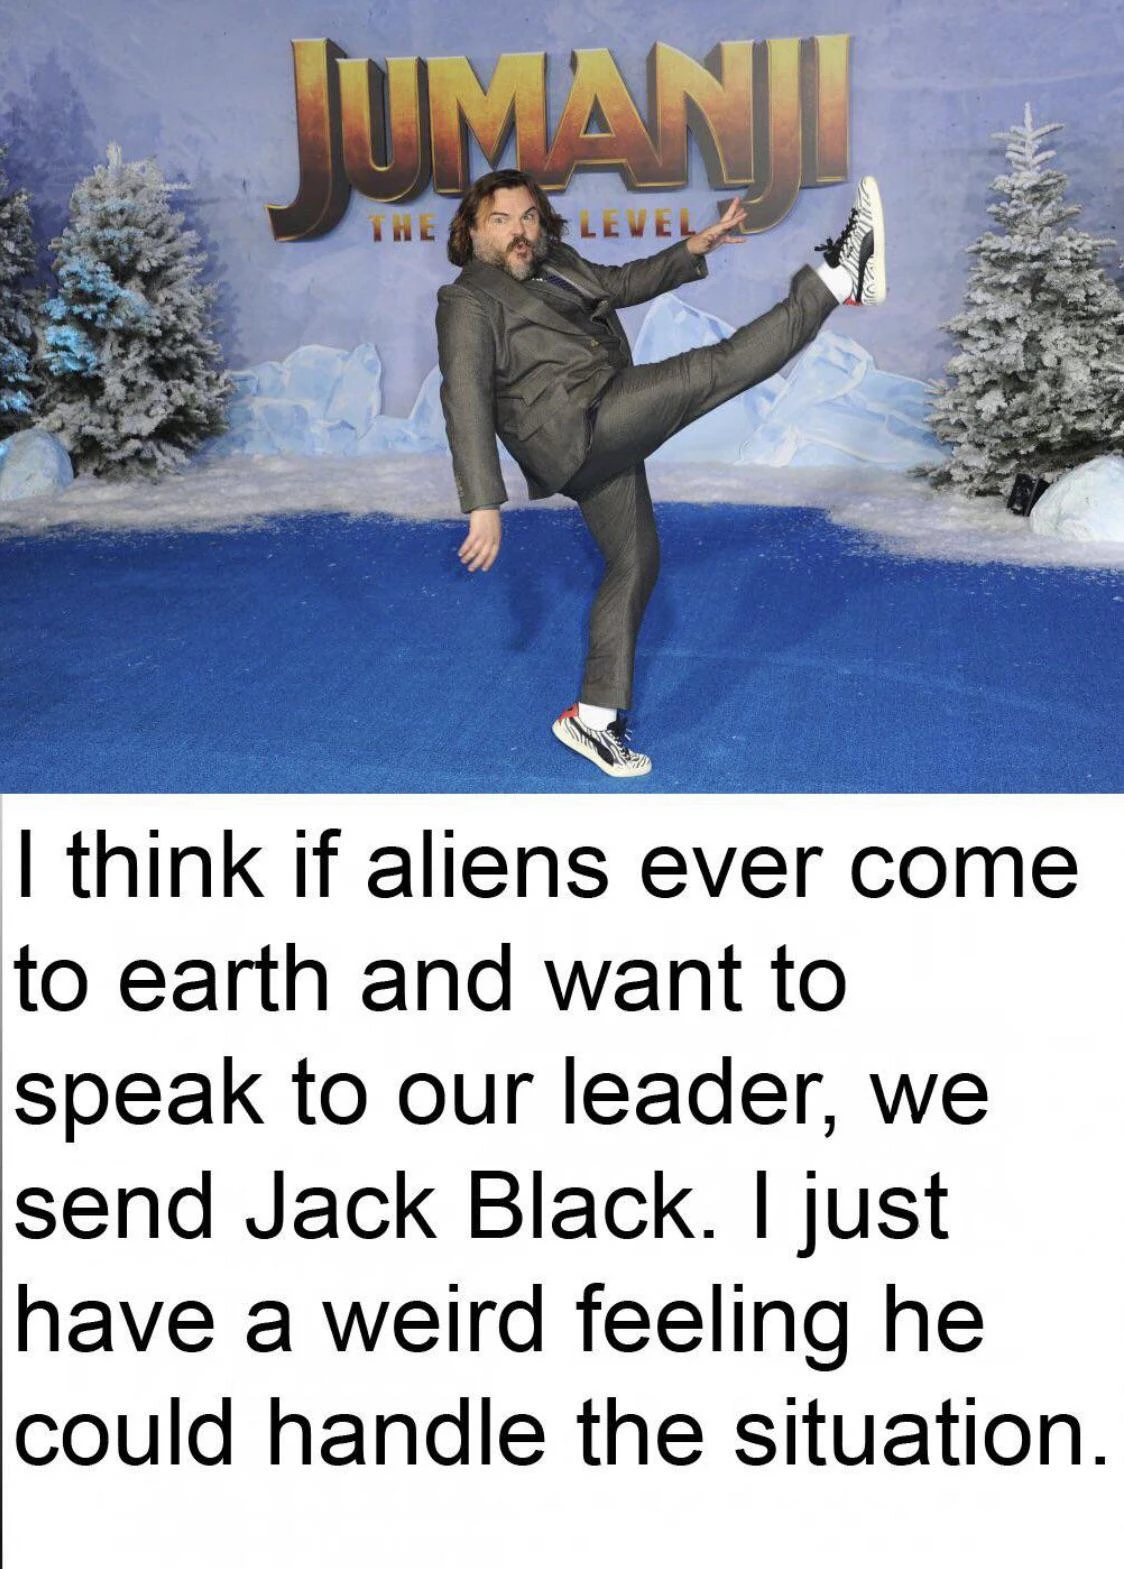 JUMANJI
THE LEVEL
I think if aliens ever come
to earth and want to
speak to our leader, we
send Jack Black. I just
have a weird feeling he
could handle the situation.